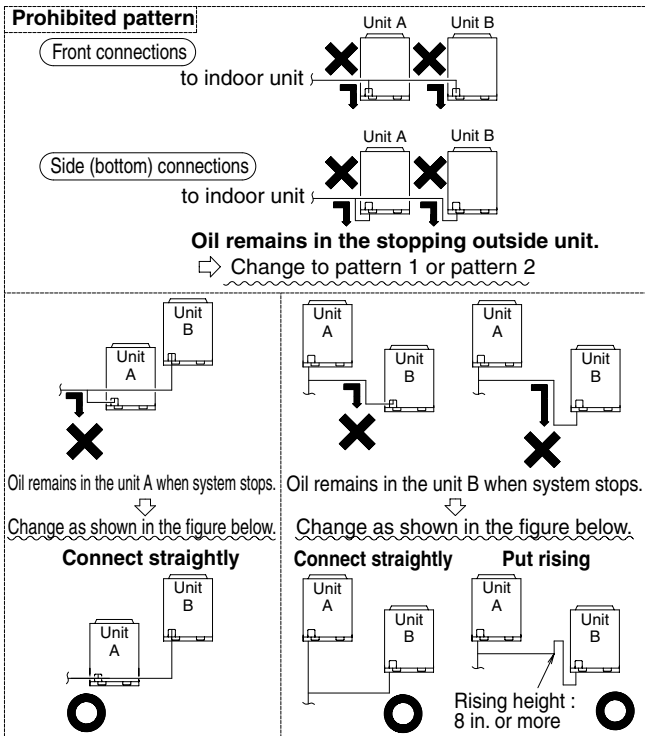 Prohibited pattern
Unit A Unit B
Front connections
to indoor unit
Unit A Unit B
Side (bottom) connections
to indoor unit
Oil remains in the stopping outside unit.
Change to pattern 1 or pattern 2
Unit
B
Unit
A
Oil remains in the unit A when system stops.
Change as shown in the figure below.
Connect straightly
Unit
B
Unit
A
Unit
A
Unit
B
Unit
A
Unit
B
Oil remains in the unit B when system stops.
Change as shown in the figure below.
Connect straightly
Put rising
Unit
A
Unit
B
Unit
A
Unit
B
Rising height :
8 in. or more